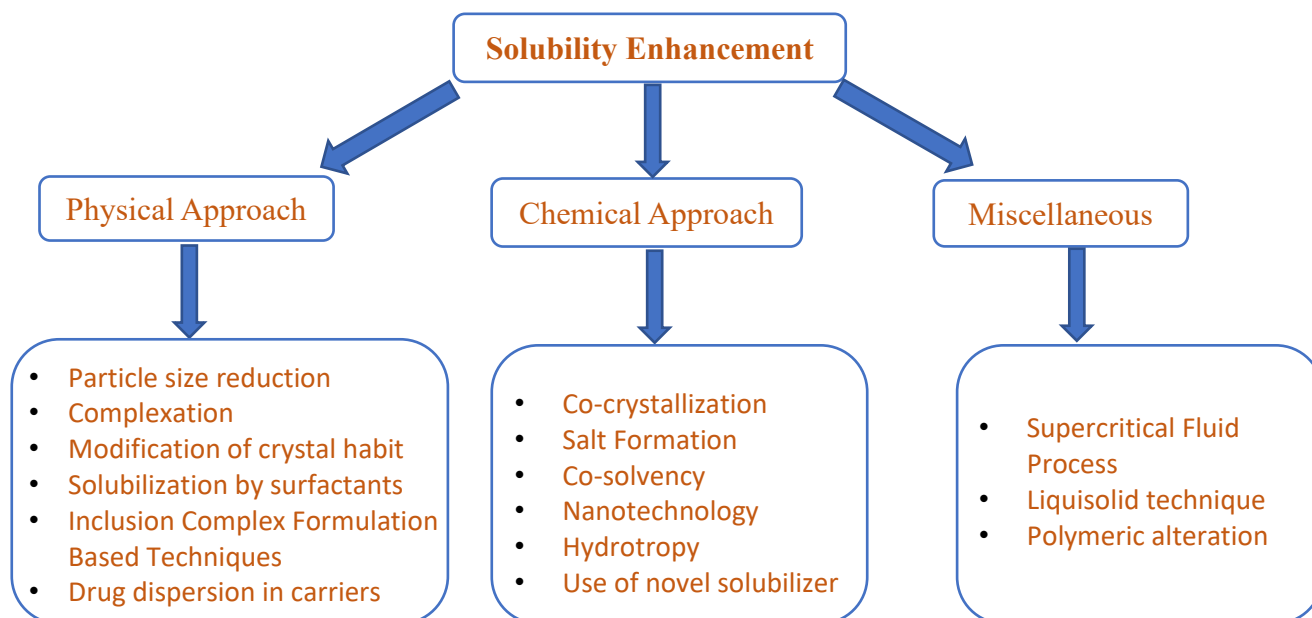 Solubility Enhancement
Physical Approach
Chemical Approach
Miscellaneous
• Particle size reduction
• Complexation
• Modification of crystal habit
• Solubilization by surfactants
• Inclusion Complex Formulation
Based Techniques
• Drug dispersion in carriers
• Co-crystallization
• Salt Formation
• Co-solvency
• Nanotechnology
• Hydrotropy
• Use of novel solubilizer
• Supercritical Fluid
Process
• Liquisolid technique
• Polymeric alteration